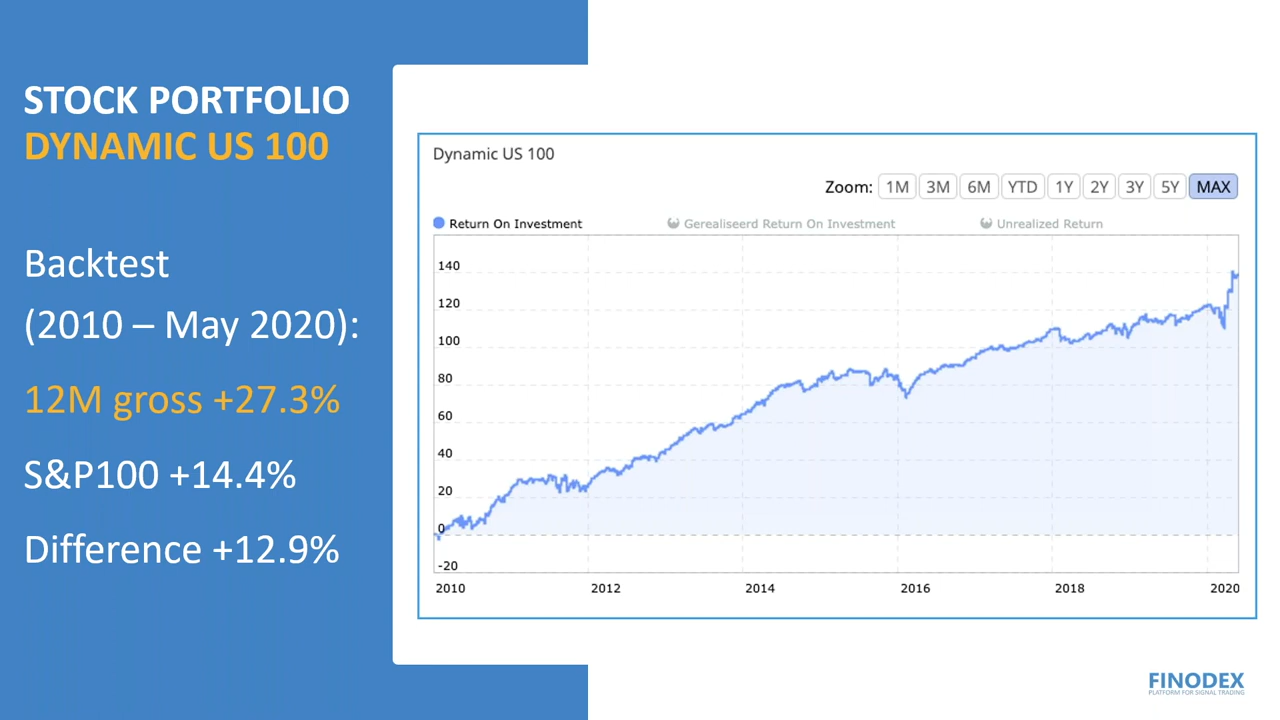 STOCK PORTFOLIO
DYNAMIC US 100
Backtest
(2010 – May 2020):
12M gross +27.3%
S&P100 +14.4%
Difference +12.9%
Dynamic US 100
Zoom: 1M 3M 6M YTD 1Y 2Y 3Y 5Y MAX
Return On Investment Gerealiseerd Return On Investment Unrealized Return
140
120
100
80
60
40
20
0
-20
2010 2012 2014 2016 2018 2020
FINODEX
PLATFORM FOR SIGNAL TRADING